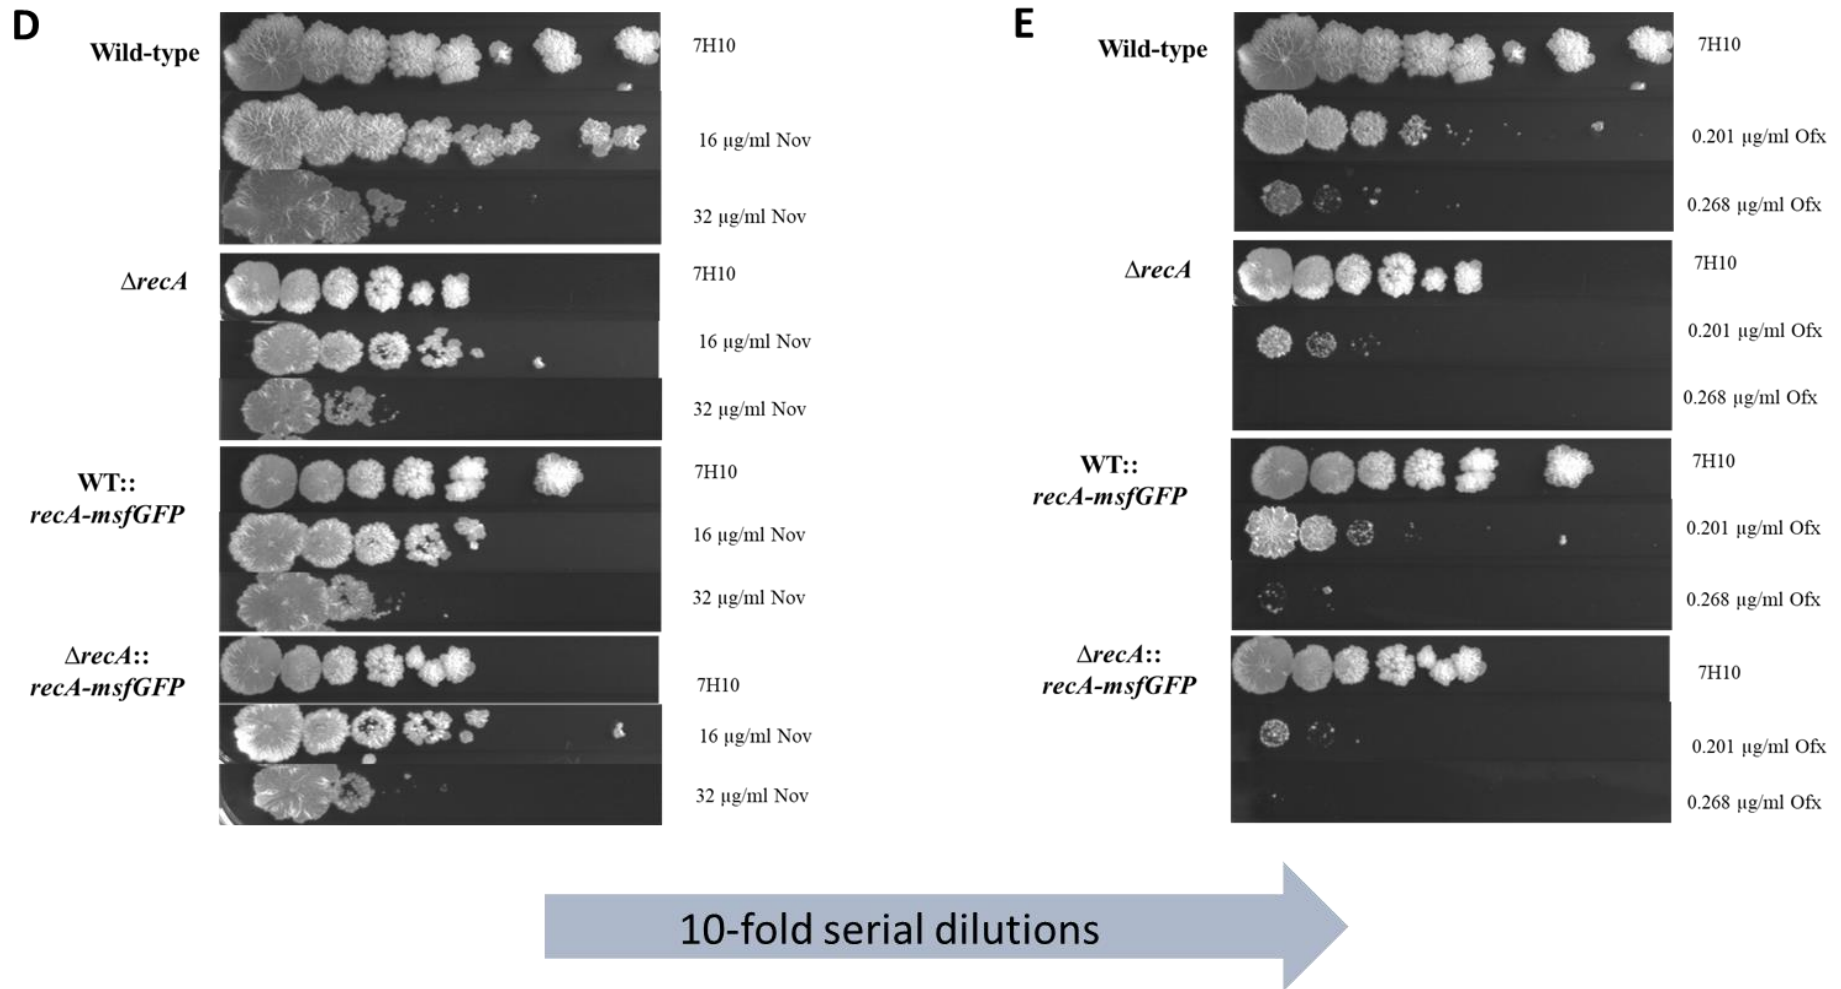 D
Wild-type
7H10
16 µg/ml Nov
32 µg/ml Nov
ΔrecA
7H10
16 µg/ml Nov
32 µg/ml Nov
WT::
recA-msfGFP
7H10
16 µg/ml Nov
32 µg/ml Nov
ΔrecA::
recA-msfGFP
7H10
16 µg/ml Nov
32 µg/ml Nov
E
Wild-type
7H10
0.201 µg/ml Ofx
0.268 µg/ml Ofx
ΔrecA
7H10
0.201 µg/ml Ofx
0.268 µg/ml Ofx
WT::
recA-msfGFP
7H10
0.201 µg/ml Ofx
0.268 µg/ml Ofx
ΔrecA::
recA-msfGFP
7H10
0.201 µg/ml Ofx
0.268 µg/ml Ofx
10-fold serial dilutions